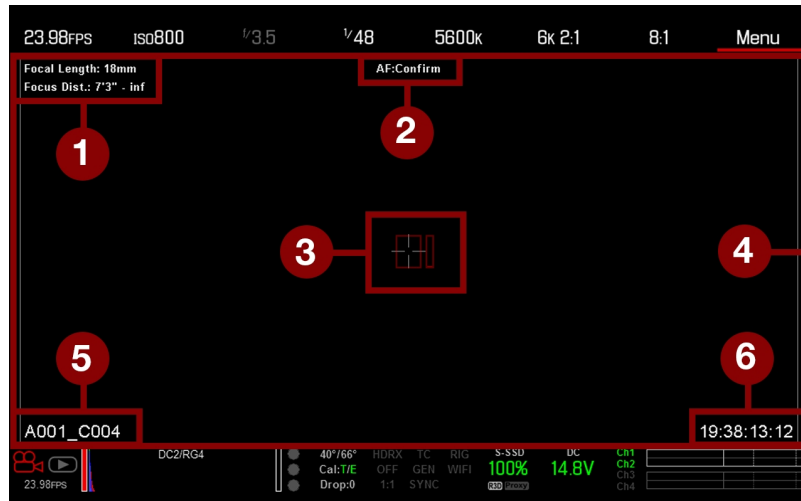 23.98FPS ISO800 f/3.5 1/48 5600K 6K 2:1 8:1 Menu
Focal Length: 18mm
Focus Dist.: 7'3" - inf
AF:Confirm
1
2
3
4
5
6
A001_C004
19:38:13:12
DC2/RG4
40°/66° HDRX TC RIG S-SSD DC Ch1
Cal:T/E OFF GEN WIFI 100% 14.8V Ch2
Ch3
23.98FPS Drop:0 1:1 SYNC R3D Proxy Ch4